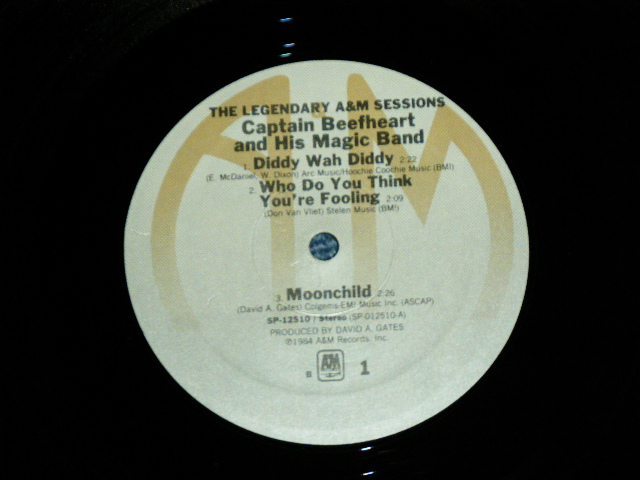 THE LEGENDARY A&M SESSIONS
Captain Beefheart
and His Magic Band
1. Diddy Wah Diddy 2:22
(E. McDaniel, W. Dixon) Arc Music/Hoochie Coochie Music (BMI)
2. Who Do You Think
You're Fooling 2:09
(Don Van Vliet) Stelen Music (BMI)
3. Moonchild 2:26
(David A. Gates) Colgems-EMI Music Inc. (ASCAP)
SP-12510 / Stereo (SP-012510-A)
PRODUCED BY DAVID A. GATES
℗1984 A&M Records, Inc.
A&M
1